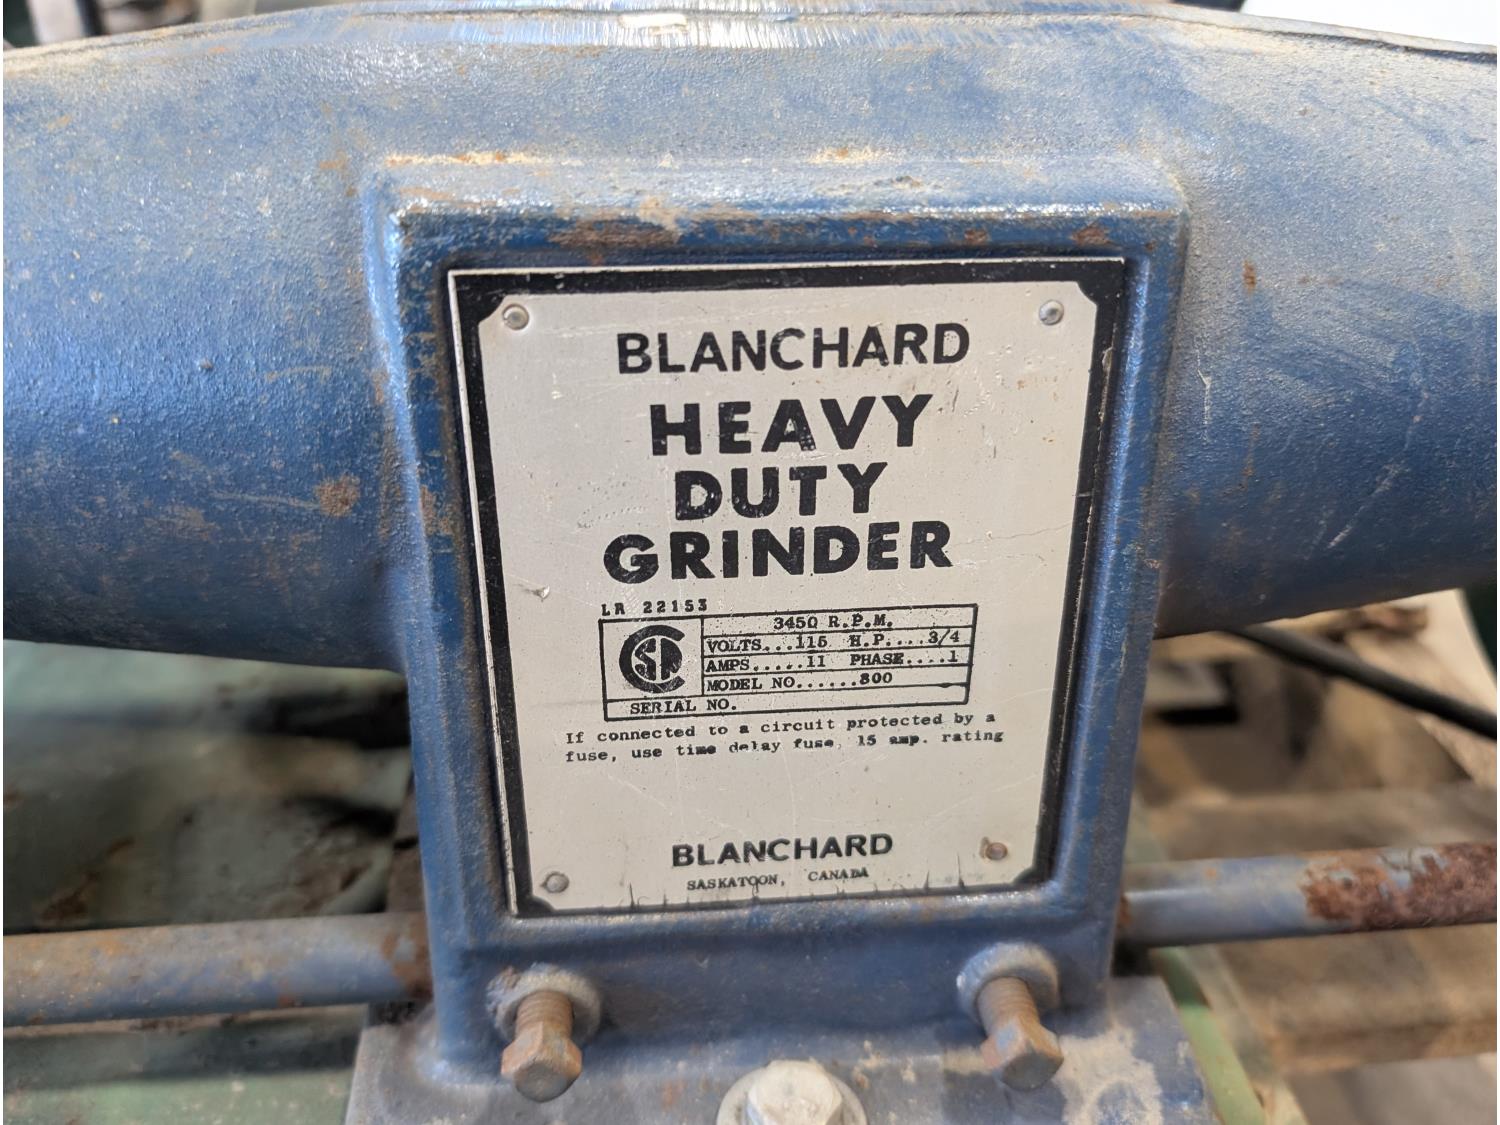 BLANCHARD
HEAVY
DUTY
GRINDER
LR 22153
3450 R.P.M.
VOLTS...115 H.P....3/4
AMPS.....11 PHASE....1
MODEL NO......800
SERIAL NO.
If connected to a circuit protected by a
fuse, use time delay fuse, 15 amp. rating
BLANCHARD
SASKATOON, CANADA